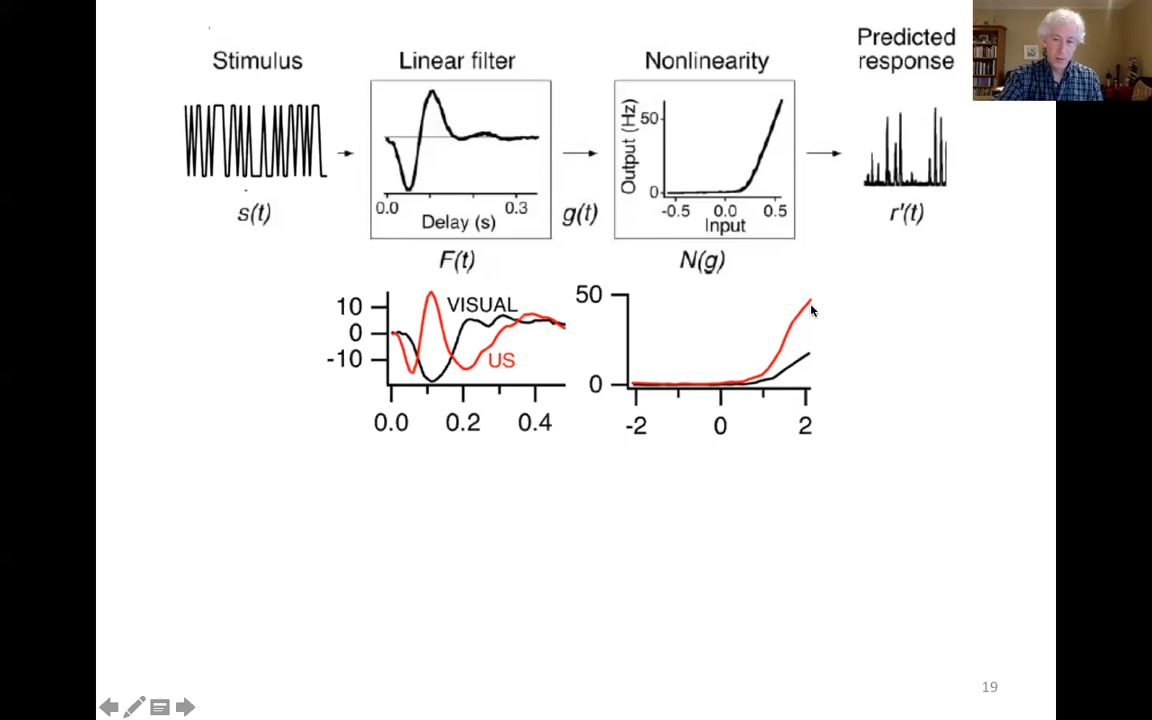 Stimulus
Linear filter
Nonlinearity
Predicted
response
Output (Hz)
50
0
0.0
0.3
Delay (s)
-0.5
0.0
0.5
Input
s(t)
g(t)
r'(t)
F(t)
N(g)
10
0
-10
VISUAL
US
0.0
0.2
0.4
50
0
-2
0
2
19